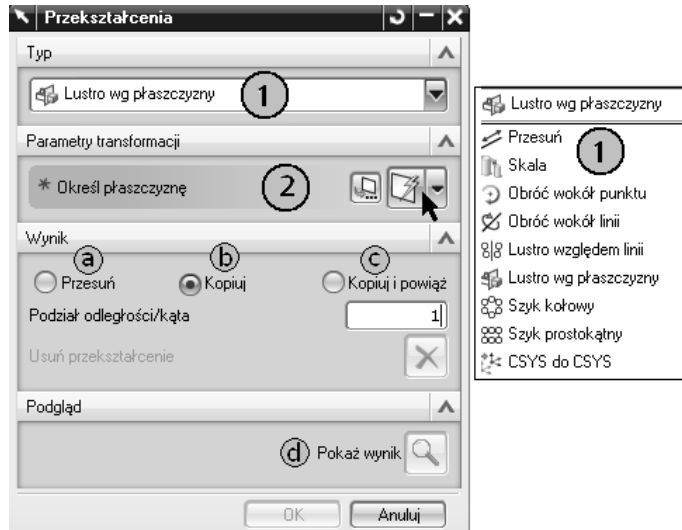 Przekształcenia
Typ
Lustro wg płaszczyzny 1
Parametry transformacji
* Określ płaszczyznę 2
Wynik
a b c
Przesuń Kopiuj Kopiuj i powiąż
Podział odległości/kąta 1
Usuń przekształcenie
Podgląd
d Pokaż wynik
OK Anuluj
Lustro wg płaszczyzny
Przesuń 1
Skala
Obróć wokół punktu
Obróć wokół linii
Lustro względem linii
Lustro wg płaszczyzny
Szyk kołowy
Szyk prostokątny
CSYS do CSYS